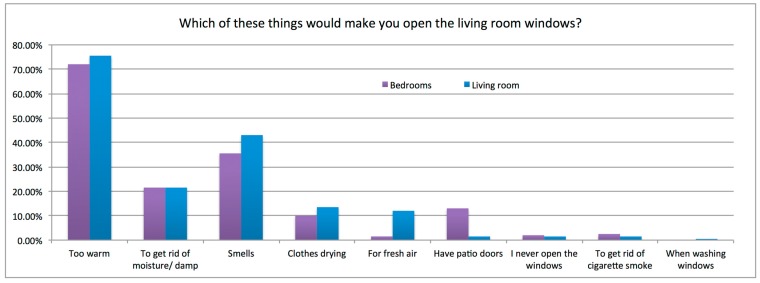 Which of these things would make you open the living room windows?
80.00%
70.00%
60.00%
50.00%
40.00%
30.00%
20.00%
10.00%
0.00%
Bedrooms
Living room
Too warm
To get rid of
moisture/ damp
Smells
Clothes drying
For fresh air
Have patio doors
I never open the
windows
To get rid of
cigarette smoke
When washing
windows